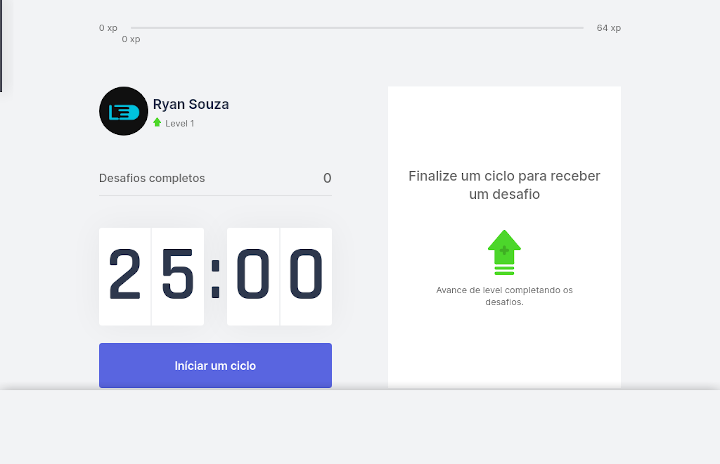 0 xp
64 xp
0 xp
Ryan Souza
Level 1
Desafios completos
0
25:00
Iníciar um ciclo
Finalize um ciclo para receber
um desafio
Avance de level completando os
desafios.